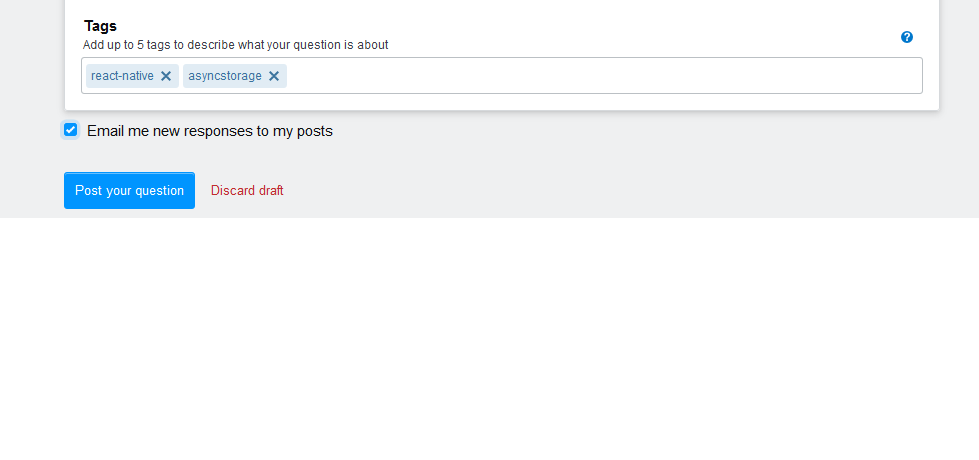 Tags
Add up to 5 tags to describe what your question is about
?
react-native asyncstorage
Email me new responses to my posts
Post your question Discard draft